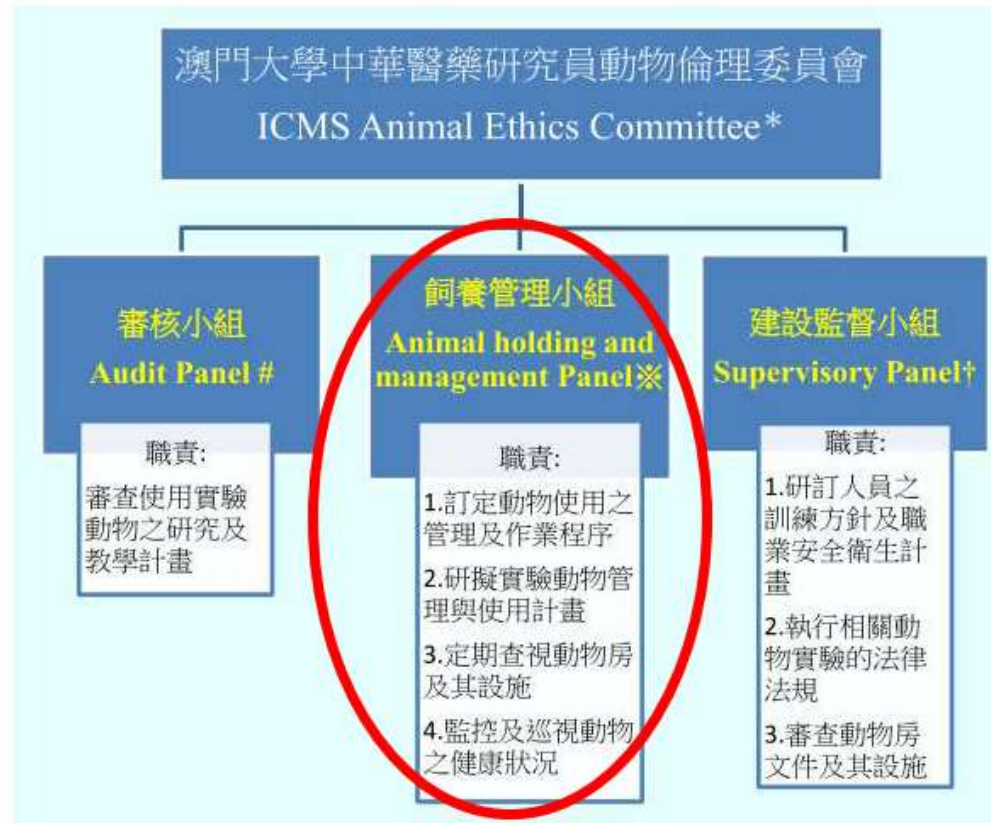 澳門大學中華醫藥研究員動物倫理委員會
ICMS Animal Ethics Committee*
審核小組
Audit Panel #
職責:
審查使用實驗
動物之研究及
教學計畫
飼養管理小組
Animal holding and
management Panel※
職責:
1.訂定動物使用之
管理及作業程序
2.研擬實驗動物管
理與使用計畫
3.定期查視動物房
及其設施
4.監控及巡視動物
之健康狀況
建設監督小組
Supervisory Panel†
職責:
1.研訂人員之
訓練方針及職
業安全衛生計
畫
2.執行相關動
物實驗的法律
法規
3.審查動物房
文件及其設施